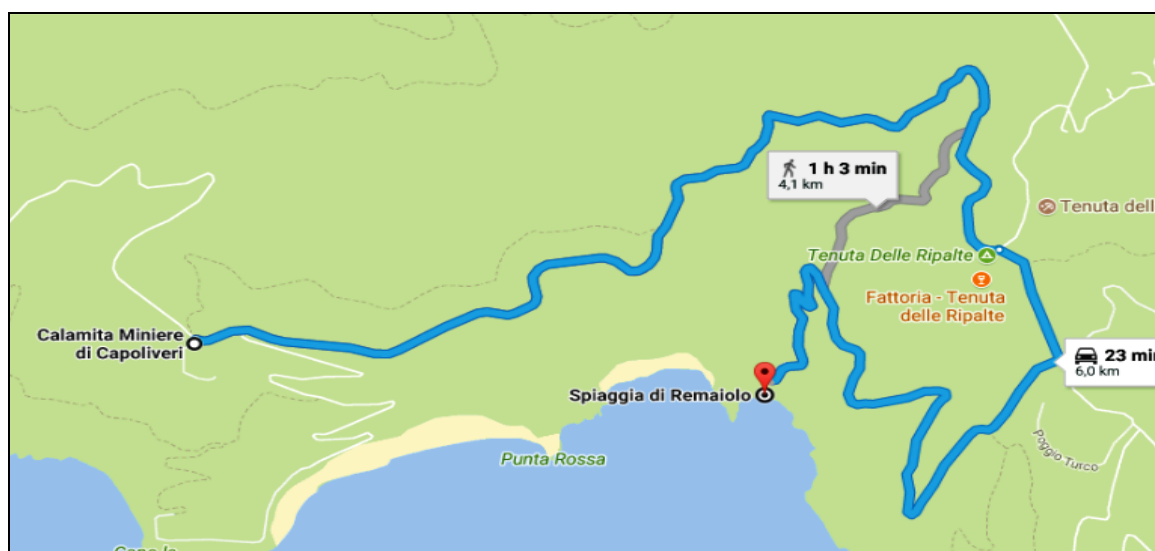 1 h 3 min
4,1 km
Tenuta dell
Tenuta Delle Ripalte
Fattoria - Tenuta
delle Ripalte
Calamita Miniere
di Capoliveri
23 min
6,0 km
Spiaggia di Remaiolo
Poggio Turco
Punta Rossa